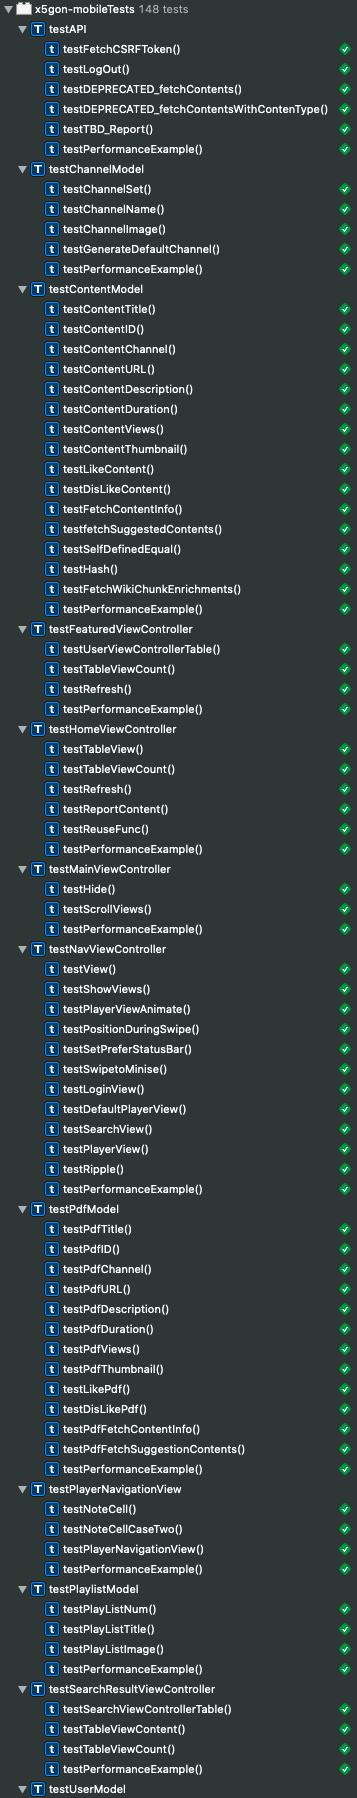 x5gon-mobileTests 148 tests
T testAPI
t testFetchCSRFToken()
t testLogOut()
t testDEPRECATED_fetchContents()
t testDEPRECATED_fetchContentsWithContenType()
t testTBD_Report()
t testPerformanceExample()
T testChannelModel
t testChannelSet()
t testChannelName()
t testChannelImage()
t testGenerateDefaultChannel()
t testPerformanceExample()
T testContentModel
t testContentTitle()
t testContentID()
t testContentChannel()
t testContentURL()
t testContentDescription()
t testContentDuration()
t testContentViews()
t testContentThumbnail()
t testLikeContent()
t testDisLikeContent()
t testFetchContentInfo()
t testfetchSuggestedContents()
t testSelfDefinedEqual()
t testHash()
t testFetchWikiChunkEnrichments()
t testPerformanceExample()
T testFeaturedViewController
t testUserViewControllerTable()
t testTableViewCount()
t testRefresh()
t testPerformanceExample()
T testHomeViewController
t testTableView()
t testTableViewCount()
t testRefresh()
t testReportContent()
t testReuseFunc()
t testPerformanceExample()
T testMainViewController
t testHide()
t testScrollViews()
t testPerformanceExample()
T testNavViewController
t testView()
t testShowViews()
t testPlayerViewAnimate()
t testPositionDuringSwipe()
t testSetPreferStatusBar()
t testSwipetoMinise()
t testLoginView()
t testDefaultPlayerView()
t testSearchView()
t testPlayerView()
t testRipple()
t testPerformanceExample()
T testPdfModel
t testPdfTitle()
t testPdfID()
t testPdfChannel()
t testPdfURL()
t testPdfDescription()
t testPdfDuration()
t testPdfViews()
t testPdfThumbnail()
t testLikePdf()
t testDisLikePdf()
t testPdfFetchContentInfo()
t testPdfFetchSuggestionContents()
t testPerformanceExample()
T testPlayerNavigationView
t testNoteCell()
t testNoteCellCaseTwo()
t testPlayerNavigationView()
t testPerformanceExample()
T testPlaylistModel
t testPlayListNum()
t testPlayListTitle()
t testPlayListImage()
t testPerformanceExample()
T testSearchResultViewController
t testSearchViewControllerTable()
t testTableViewContent()
t testTableViewCount()
t testPerformanceExample()
T testUserModel